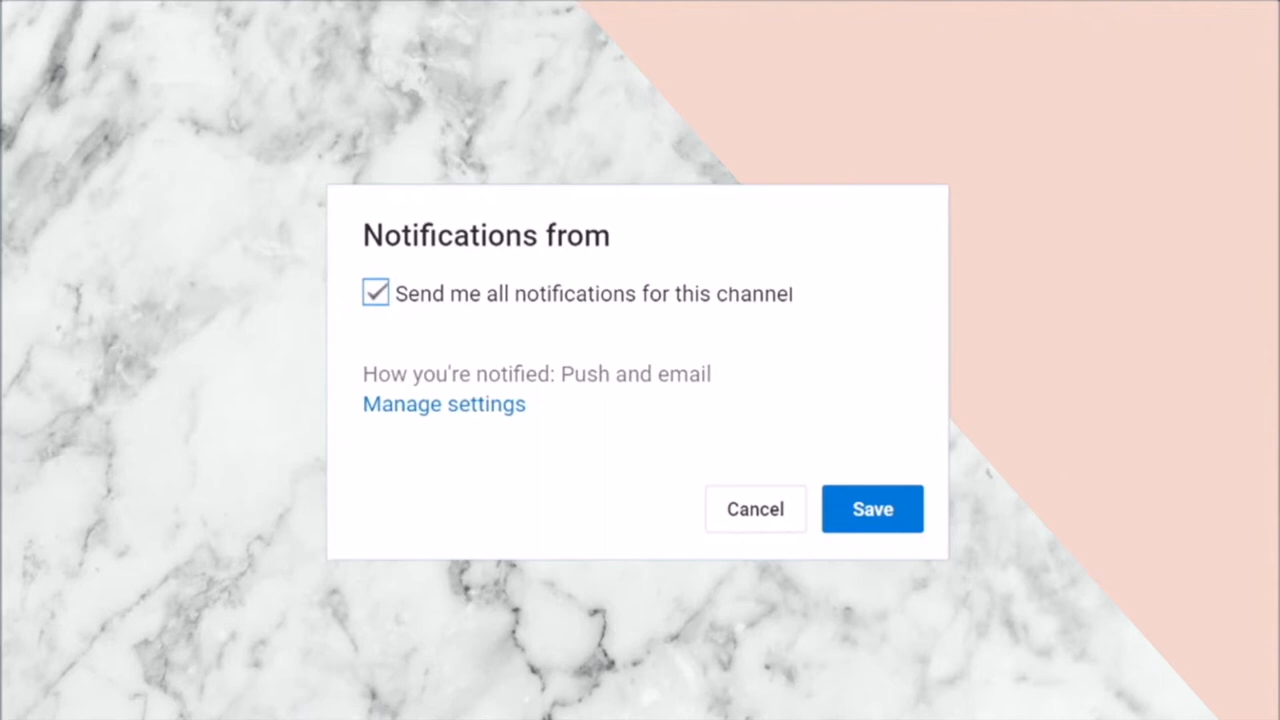 Notifications from
Send me all notifications for this channel
How you're notified: Push and email
Manage settings
Cancel
Save